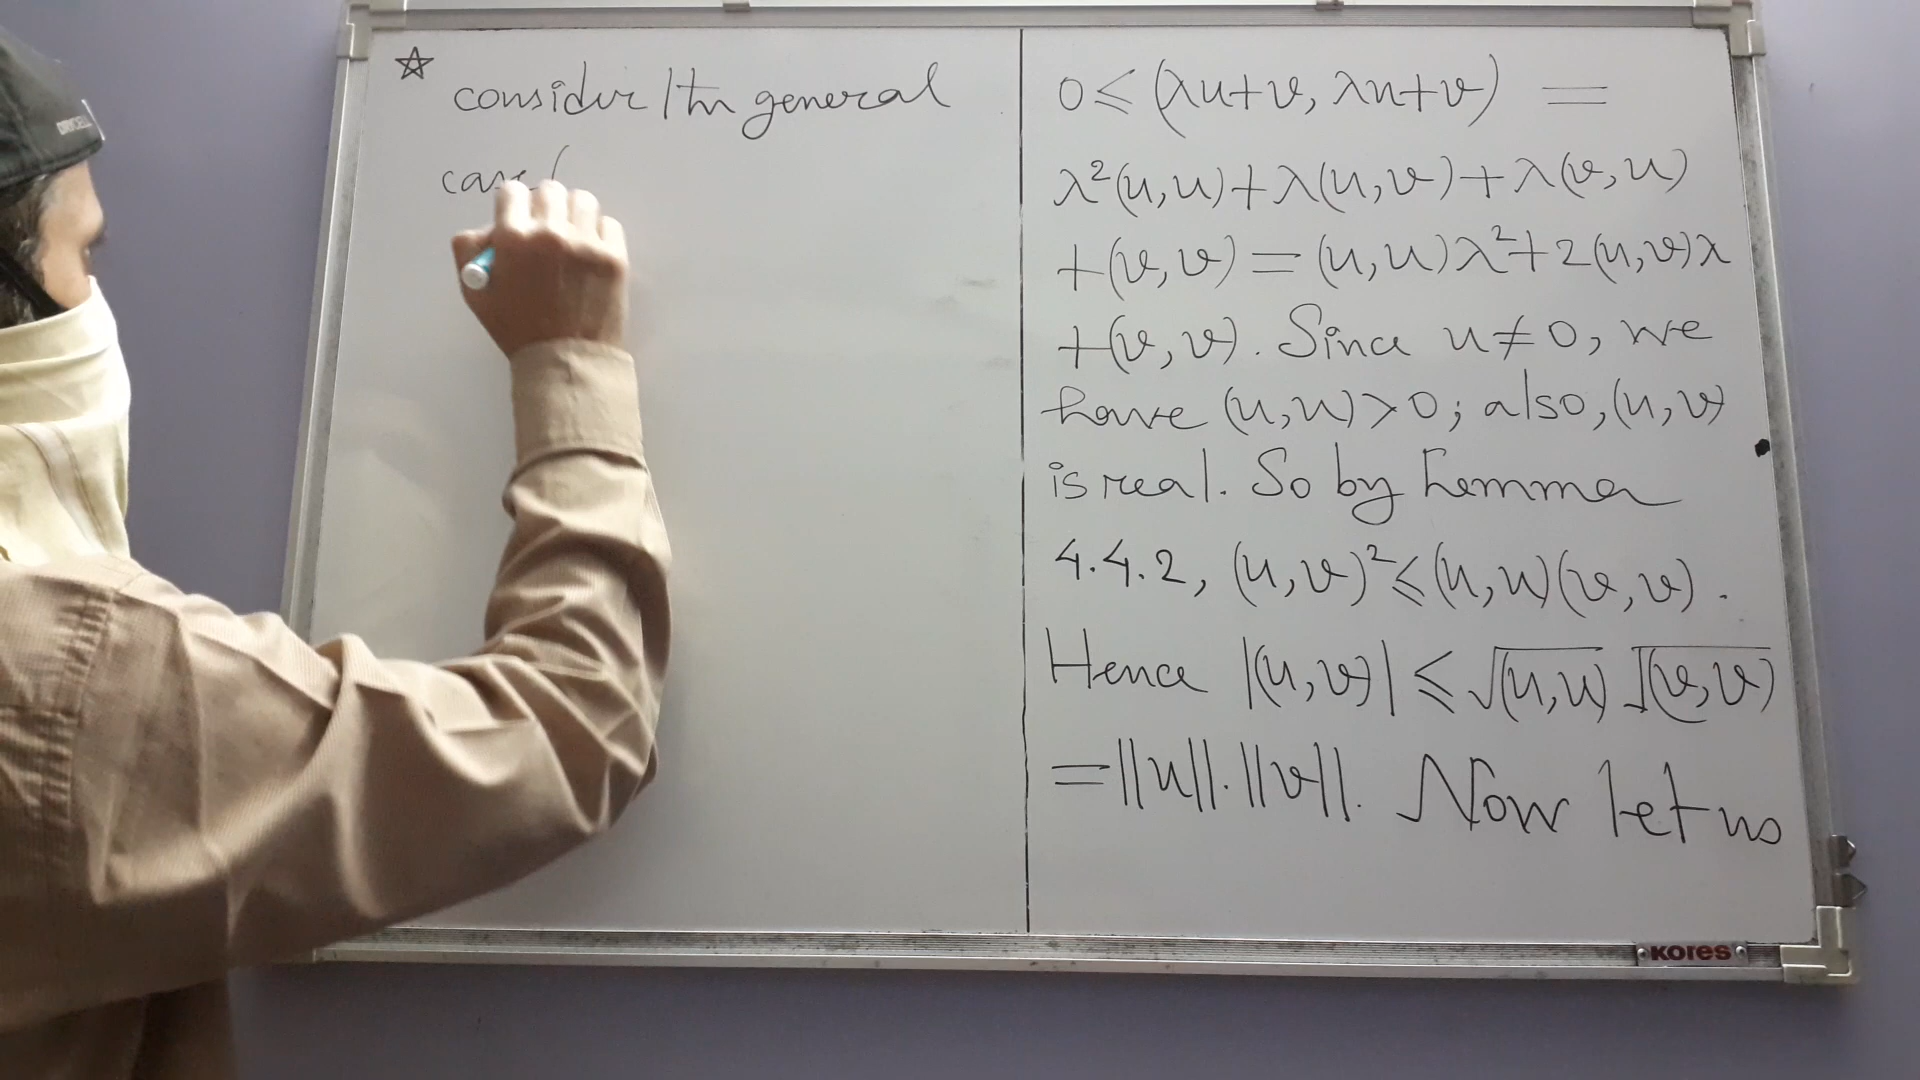 0 ≤ (λu+v, λu+v) =
λ²(u,u)+λ(u,v)+λ(v,u)
+(v,v) = (u,u)λ²+2(u,v)λ
+(v,v). Since u≠0, we
have (u,u)>0; also, (u,v)
is real. So by Lemma
4.4.2, (u,v)² ≤ (u,u)(v,v).
Hence |(u,v)| ≤ √(u,u) √(v,v)
= ||u||.||v||. Now let us
☆
consider the general
case (
KORES